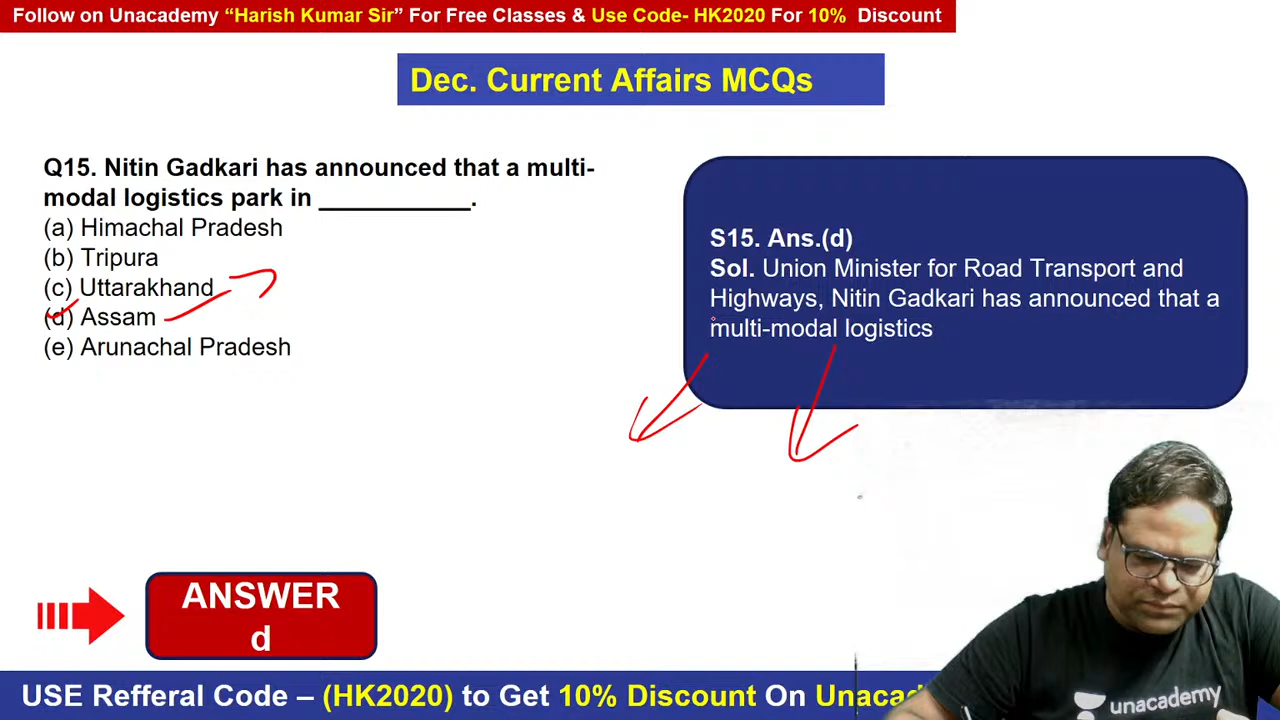 Follow on Unacademy “Harish Kumar Sir” For Free Classes & Use Code- HK2020 For 10% Discount
Dec. Current Affairs MCQs
Q15. Nitin Gadkari has announced that a multi-
modal logistics park in ___________.
(a) Himachal Pradesh
(b) Tripura
(c) Uttarakhand
(d) Assam
(e) Arunachal Pradesh
S15. Ans.(d)
Sol. Union Minister for Road Transport and
Highways, Nitin Gadkari has announced that a
multi-modal logistics
ANSWER
d
USE Refferal Code – (HK2020) to Get 10% Discount On
unacademy